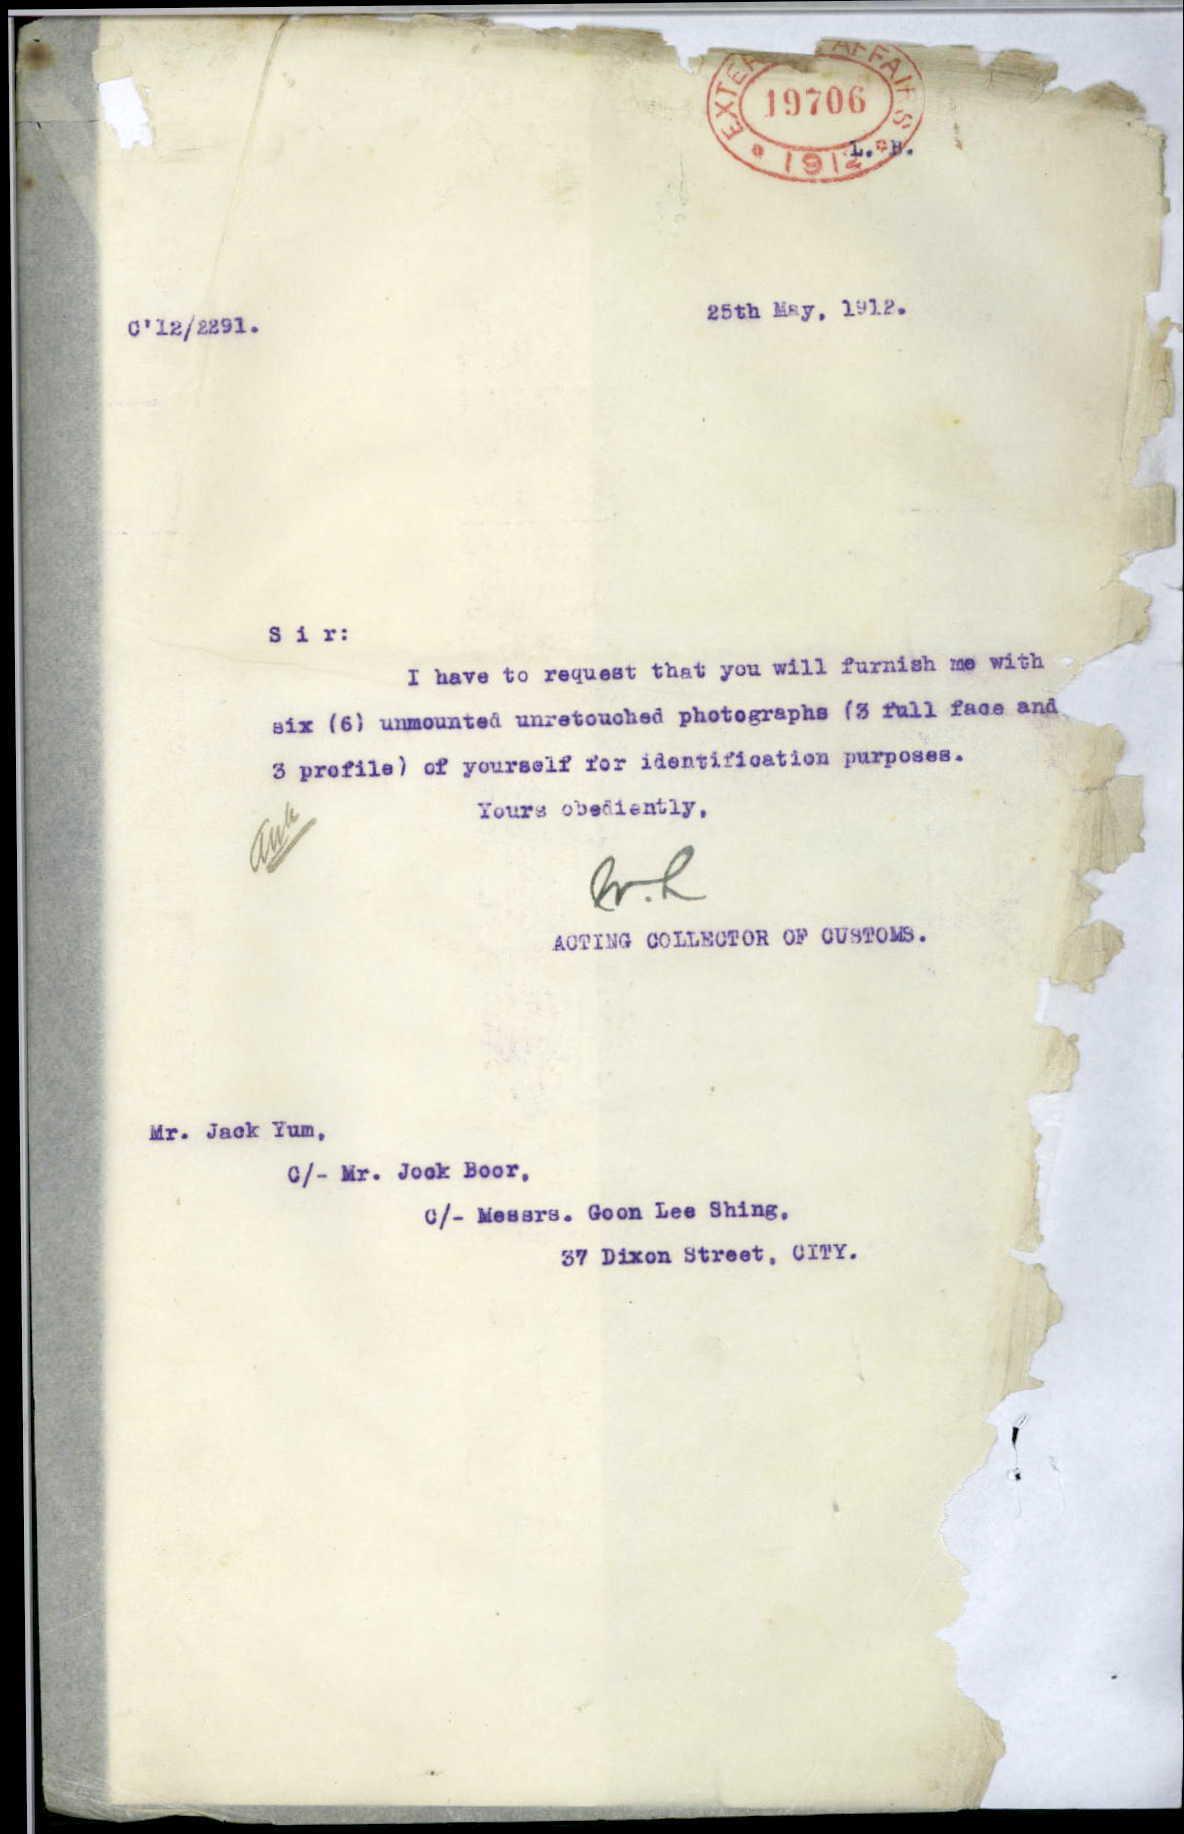 EXTER AFFAIRS
19706
1912
L. B.
25th May, 1912.
C'12/2291.
S i r:
I have to request that you will furnish me with
six (6) unmounted unretouched photographs (3 full face and
3 profile) of yourself for identification purposes.
Yours obediently,
W.L
ACTING COLLECTOR OF CUSTOMS.
Mr. Jack Yum,
C/- Mr. Jock Boor,
C/- Messrs. Goon Lee Shing,
37 Dixon Street, CITY.